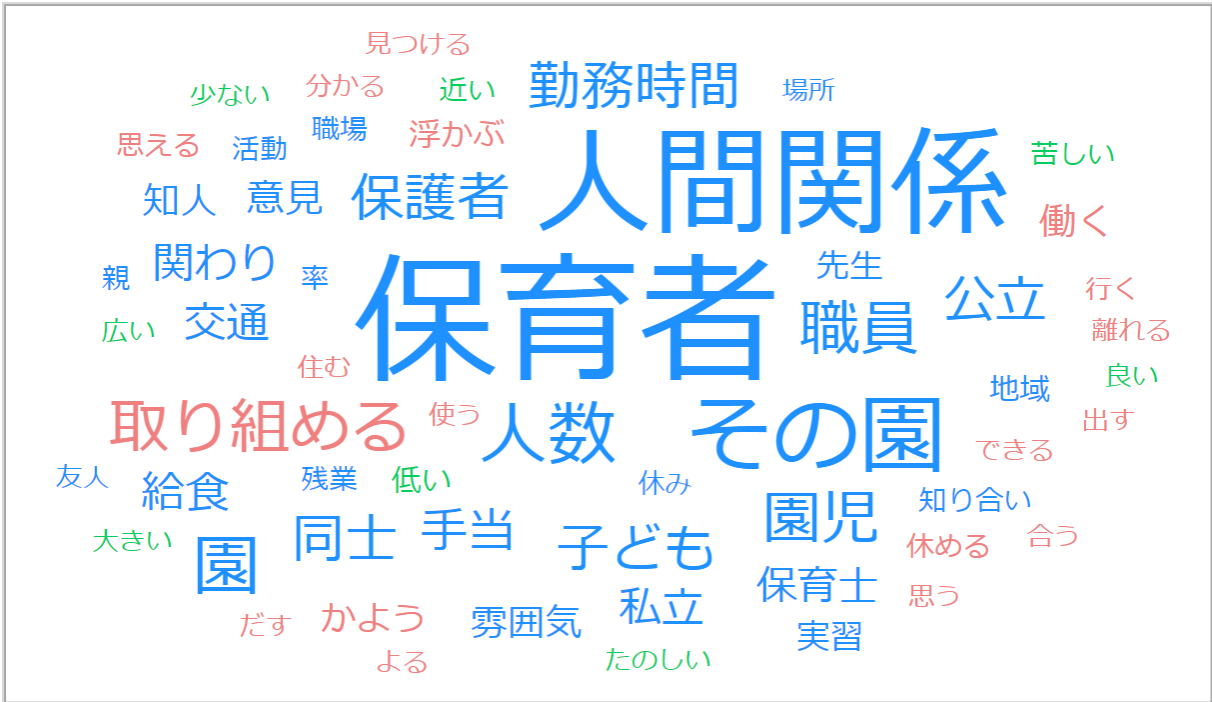 見つける
少ない
分かる
近い
勤務時間
場所
思える
活動
職場
浮かぶ
人間関係
苦しい
知人
意見
保護者
働く
親
関わり
率
保育者
先生
行く
広い
交通
職員
公立
離れる
住む
地域
良い
取り組める
使う
人数
その園
できる
出す
友人
給食
残業
低い
休み
園児
知り合い
大きい
園
同士
手当
子ども
休める
合う
保育士
思う
だす
かよう
雰囲気
私立
実習
よる
たのしい